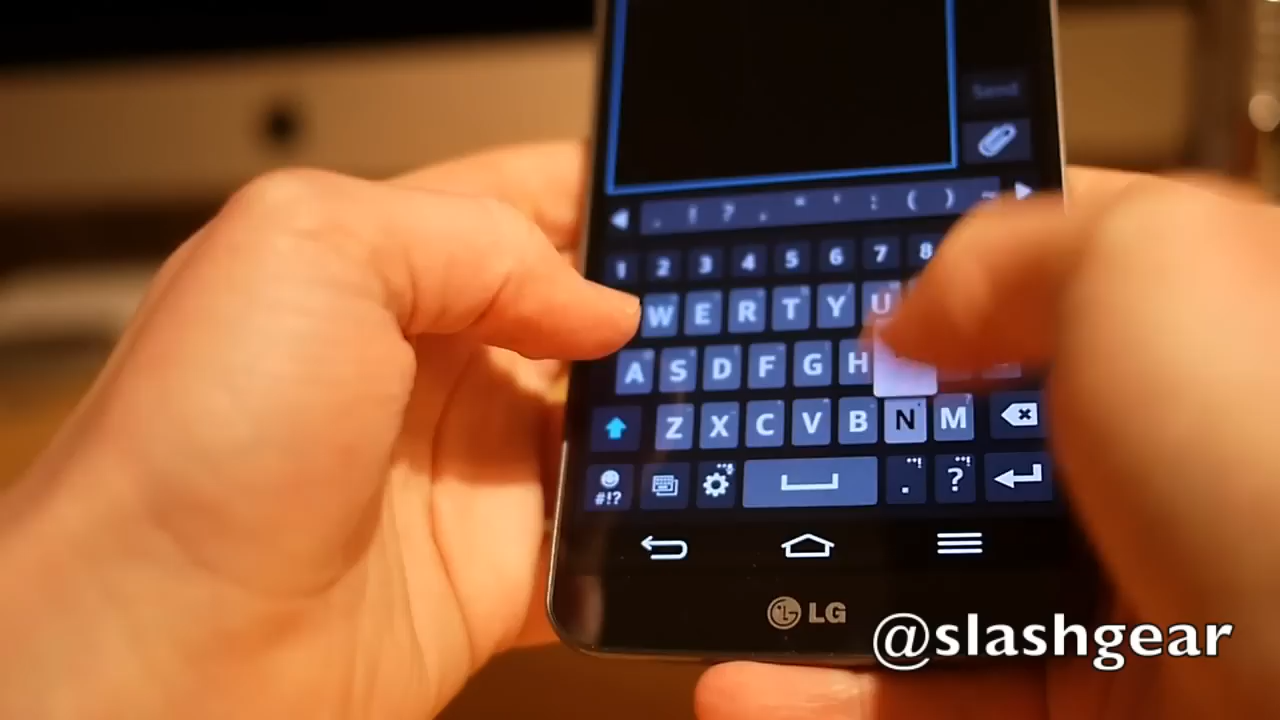 Send
. ! ? , " ' : ( ) ~
1 2 3 4 5 6 7 8
W E R T Y U
A S D F G H
Z X C V B N M
#!? . ?
LG
@slashgear